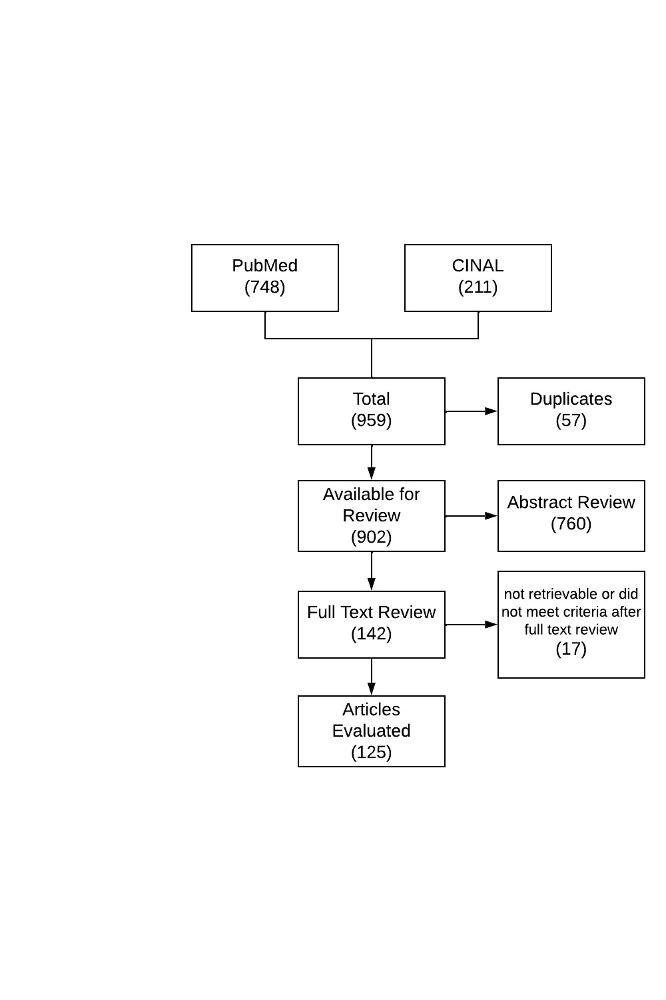 PubMed
(748)
CINAL
(211)
Total
(959)
Duplicates
(57)
Available for
Review
(902)
Abstract Review
(760)
Full Text Review
(142)
not retrievable or did
not meet criteria after
full text review
(17)
Articles
Evaluated
(125)